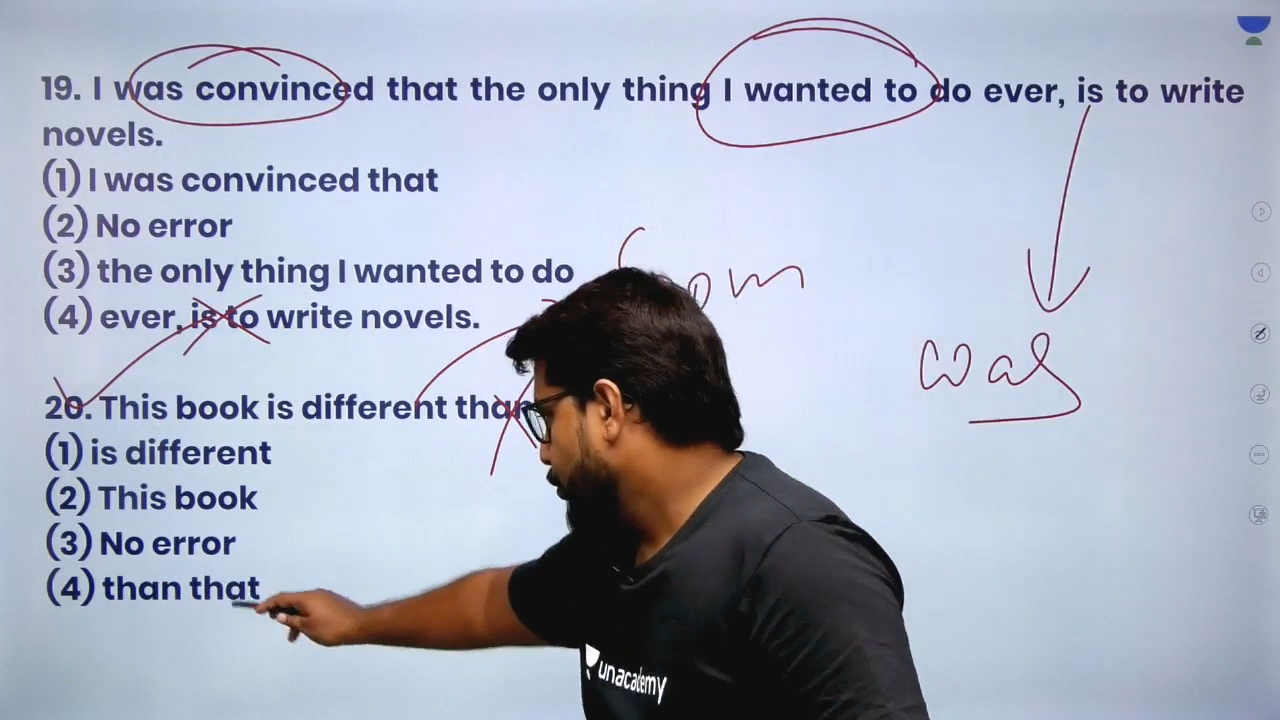 19. I was convinced that the only thing I wanted to do ever, is to write
novels.
(1) I was convinced that
(2) No error
(3) the only thing I wanted to do
(4) ever, is to write novels.
om
was
20. This book is different than
(1) is different
(2) This book
(3) No error
(4) than that
unacademy